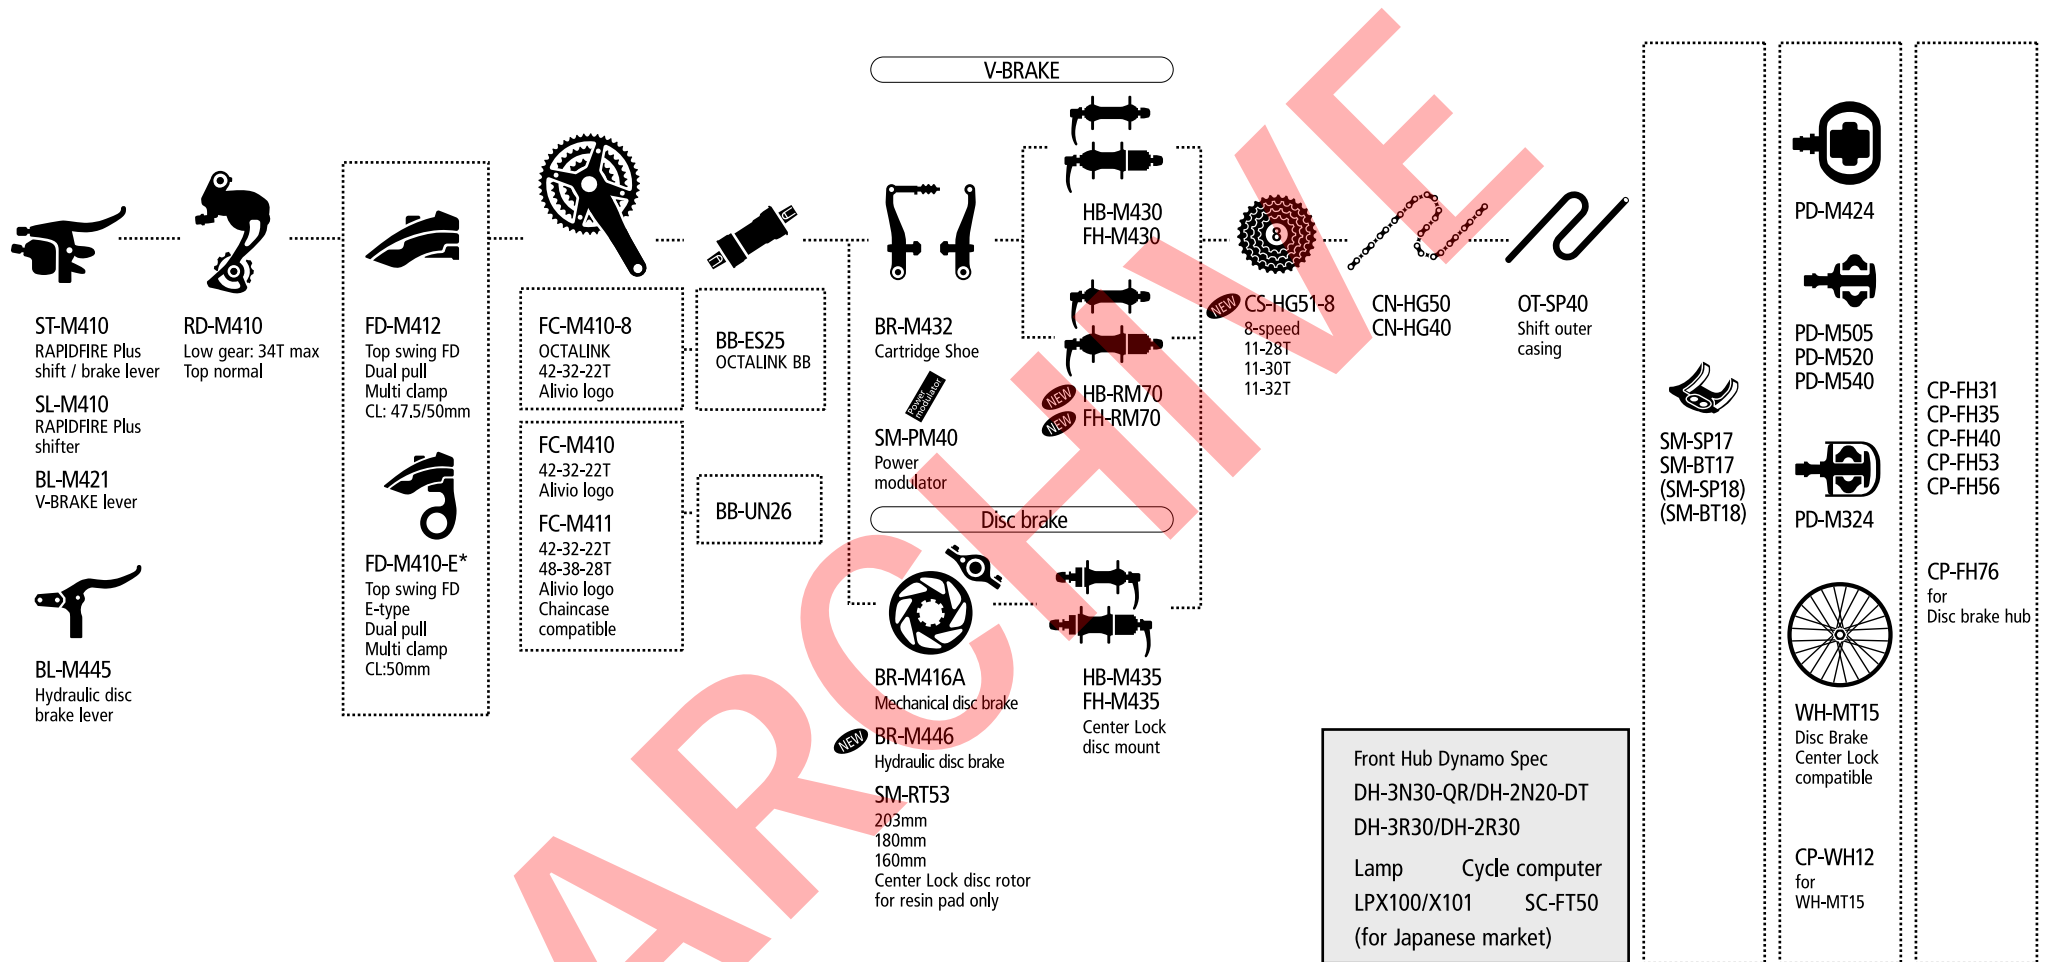 V-BRAKE
ST-M410
RAPIDFIRE Plus
shift / brake lever
SL-M410
RAPIDFIRE Plus
shifter
BL-M421
V-BRAKE lever
BL-M445
Hydraulic disc
brake lever
RD-M410
Low gear: 34T max
Top normal
FD-M412
Top swing FD
Dual pull
Multi clamp
CL: 47.5/50mm
FD-M410-E*
Top swing FD
E-type
Dual pull
Multi clamp
CL:50mm
FC-M410-8
OCTALINK
42-32-22T
Alivio logo
FC-M410
42-32-22T
Alivio logo
FC-M411
42-32-22T
48-38-28T
Alivio logo
Chaincase
compatible
BB-ES25
OCTALINK BB
BB-UN26
BR-M432
Cartridge Shoe
Power
modulator
SM-PM40
Power
modulator
HB-M430
FH-M430
NEW HB-RM70
NEW FH-RM70
Disc brake
BR-M416A
Mechanical disc brake
NEW BR-M446
Hydraulic disc brake
SM-RT53
203mm
180mm
160mm
Center Lock disc rotor
for resin pad only
HB-M435
FH-M435
Center Lock
disc mount
8
NEW CS-HG51-8
8-speed
11-28T
11-30T
11-32T
CN-HG50
CN-HG40
OT-SP40
Shift outer
casing
Front Hub Dynamo Spec
DH-3N30-QR/DH-2N20-DT
DH-3R30/DH-2R30
Lamp Cycle computer
LPX100/X101 SC-FT50
(for Japanese market)
SM-SP17
SM-BT17
(SM-SP18)
(SM-BT18)
PD-M424
PD-M505
PD-M520
PD-M540
PD-M324
WH-MT15
Disc Brake
Center Lock
compatible
CP-WH12
for
WH-MT15
CP-FH31
CP-FH35
CP-FH40
CP-FH53
CP-FH56
CP-FH76
for
Disc brake hub
ARCHIVE